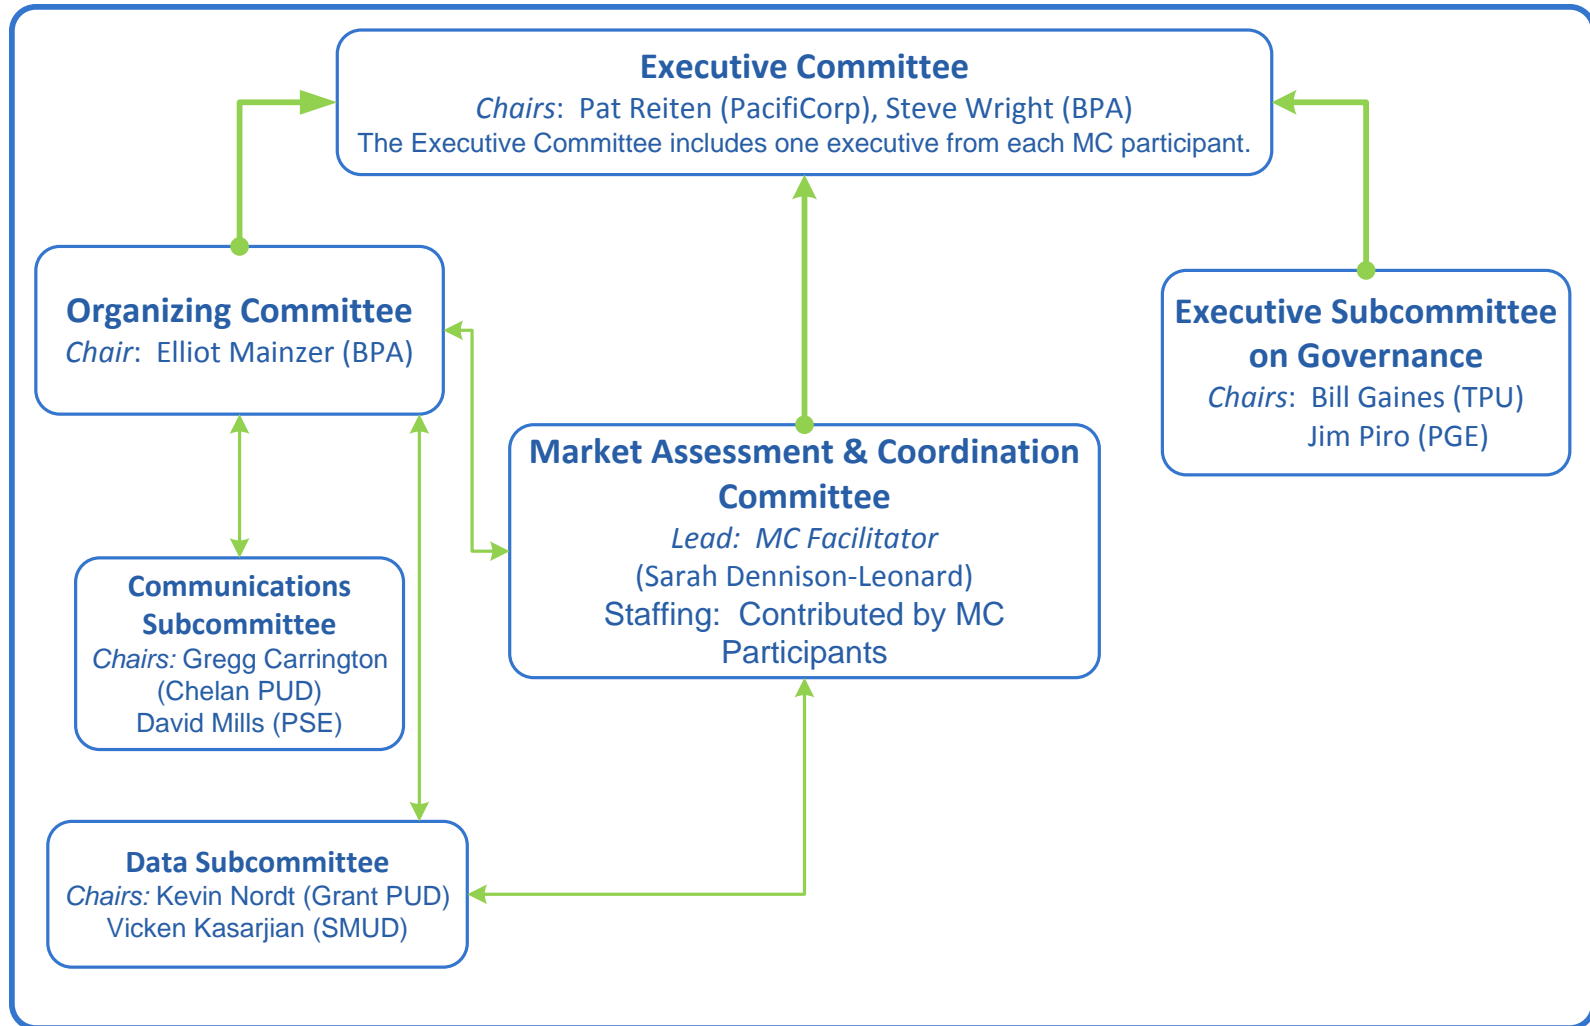 Executive Committee
Chairs:  Pat Reiten (PacifiCorp), Steve Wright (BPA)
The Executive Committee includes one executive from each MC participant.
Organizing Committee
Chair:  Elliot Mainzer (BPA)
Executive Subcommittee
on Governance
Chairs:  Bill Gaines (TPU)
Jim Piro (PGE)
Market Assessment & Coordination
Committee
Lead:  MC Facilitator
(Sarah Dennison-Leonard)
Staffing:  Contributed by MC
Participants
Communications
Subcommittee
Chairs: Gregg Carrington
(Chelan PUD)
David Mills (PSE)
Data Subcommittee
Chairs: Kevin Nordt (Grant PUD)
Vicken Kasarjian (SMUD)